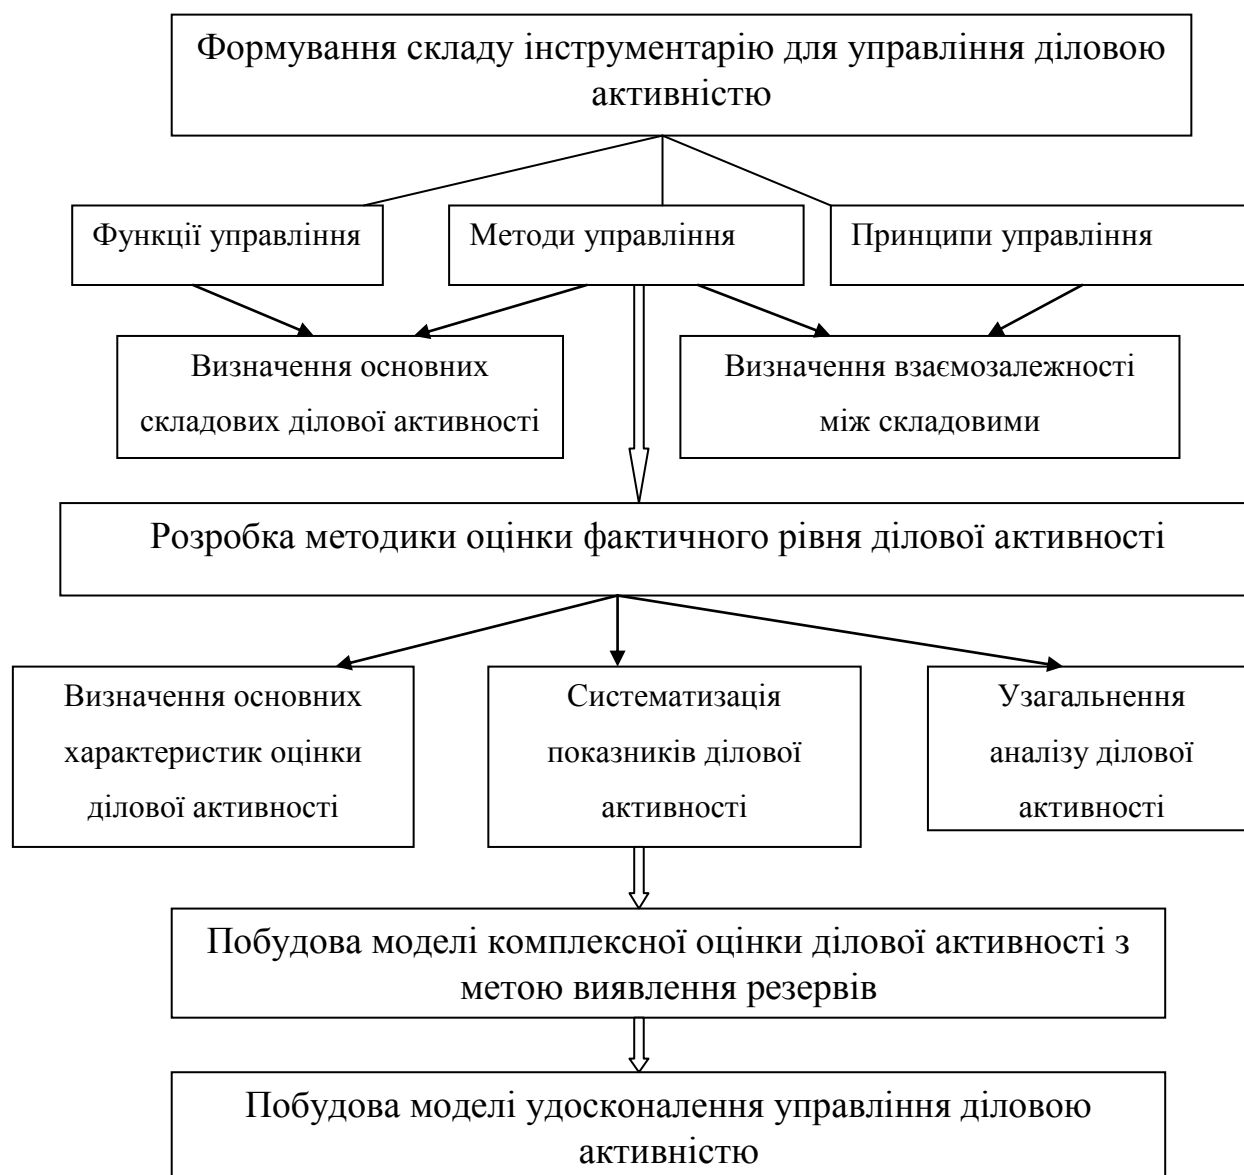 Формування складу інструментарію для управління діловою
активністю
Функції управління
Методи управління
Принципи управління
Визначення основних
складових ділової активності
Визначення взаємозалежності
між складовими
Розробка методики оцінки фактичного рівня ділової активності
Визначення основних
характеристик оцінки
ділової активності
Систематизація
показників ділової
активності
Узагальнення
аналізу ділової
активності
Побудова моделі комплексної оцінки ділової активності з
метою виявлення резервів
Побудова моделі удосконалення управління діловою
активністю